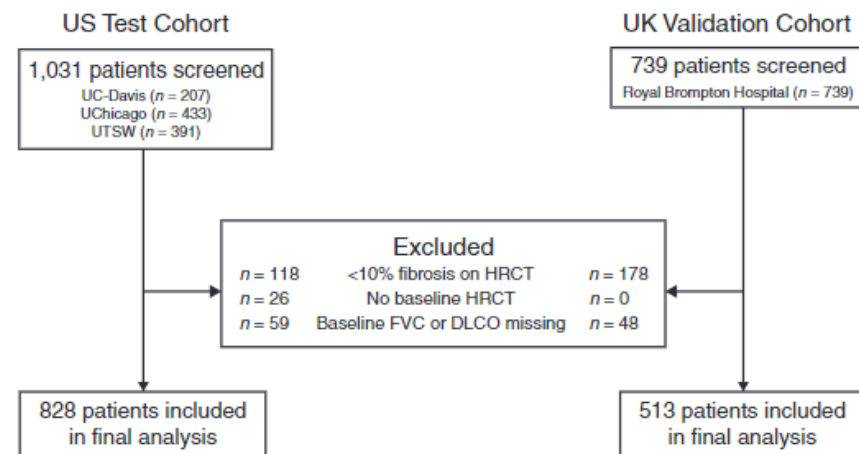 US Test Cohort
1,031 patients screened
UC-Davis (n = 207)
UChicago (n = 433)
UTSW (n = 391)
UK Validation Cohort
739 patients screened
Royal Brompton Hospital (n = 739)
Excluded
n = 118 <10% fibrosis on HRCT n = 178
n = 26 No baseline HRCT n = 0
n = 59 Baseline FVC or DLCO missing n = 48
828 patients included
in final analysis
513 patients included
in final analysis